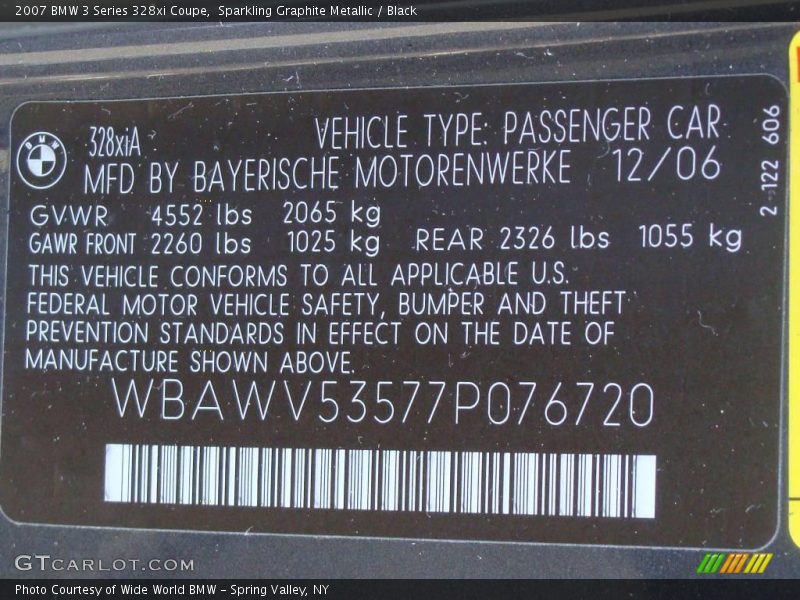 2007 BMW 3 Series 328xi Coupe,  Sparkling Graphite Metallic / Black
BMW
328xiA
VEHICLE TYPE: PASSENGER CAR
MFD BY BAYERISCHE MOTORENWERKE 12/06
GVWR 4552 lbs 2065 kg
GAWR FRONT 2260 lbs 1025 kg REAR 2326 lbs 1055 kg
THIS VEHICLE CONFORMS TO ALL APPLICABLE U.S.
FEDERAL MOTOR VEHICLE SAFETY, BUMPER AND THEFT
PREVENTION STANDARDS IN EFFECT ON THE DATE OF
MANUFACTURE SHOWN ABOVE.
WBAWV53577P076720
2-122 606
GTCARLOT.COM
Photo Courtesy of Wide World BMW – Spring Valley, NY